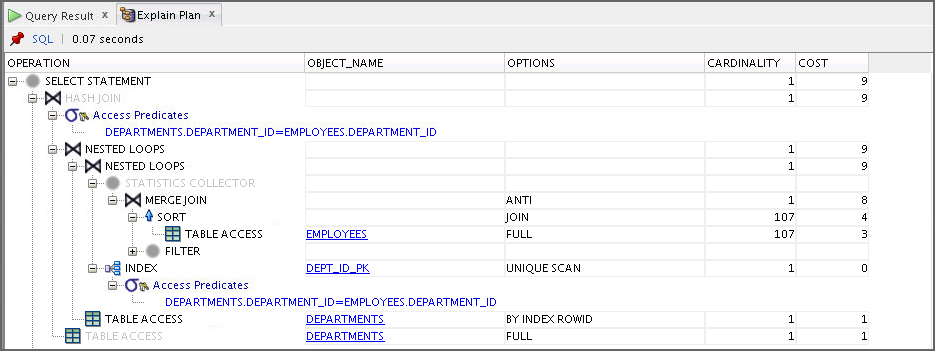 Query Result x Explain Plan x
SQL | 0.07 seconds
OPERATION OBJECT_NAME OPTIONS CARDINALITY COST
SELECT STATEMENT 1 9
HASH JOIN 1 9
Access Predicates
DEPARTMENTS.DEPARTMENT_ID=EMPLOYEES.DEPARTMENT_ID
NESTED LOOPS 1 9
NESTED LOOPS 1 9
STATISTICS COLLECTOR
MERGE JOIN ANTI 1 8
SORT JOIN 107 4
TABLE ACCESS EMPLOYEES FULL 107 3
FILTER
INDEX DEPT_ID_PK UNIQUE SCAN 1 0
Access Predicates
DEPARTMENTS.DEPARTMENT_ID=EMPLOYEES.DEPARTMENT_ID
TABLE ACCESS DEPARTMENTS BY INDEX ROWID 1 1
TABLE ACCESS DEPARTMENTS FULL 1 1